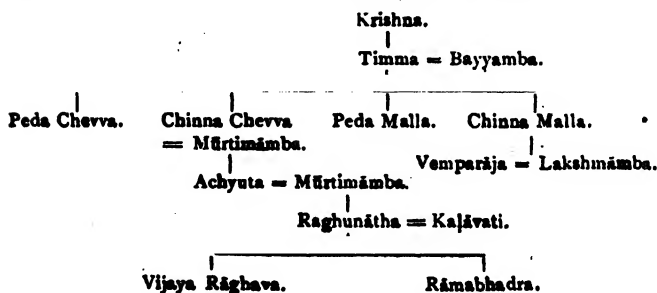 Krishna.
Timma = Bayyamba.
Peda Chevva. Chinna Chevva Peda Malla. Chinna Malla.
= Mūrtimāmba.
Vemparāja = Lakshmāmba.
Achyuta = Mūrtimāmba.
Raghunātha = Kaḷāvati.
Vijaya Rāghava. Rāmabhadra.